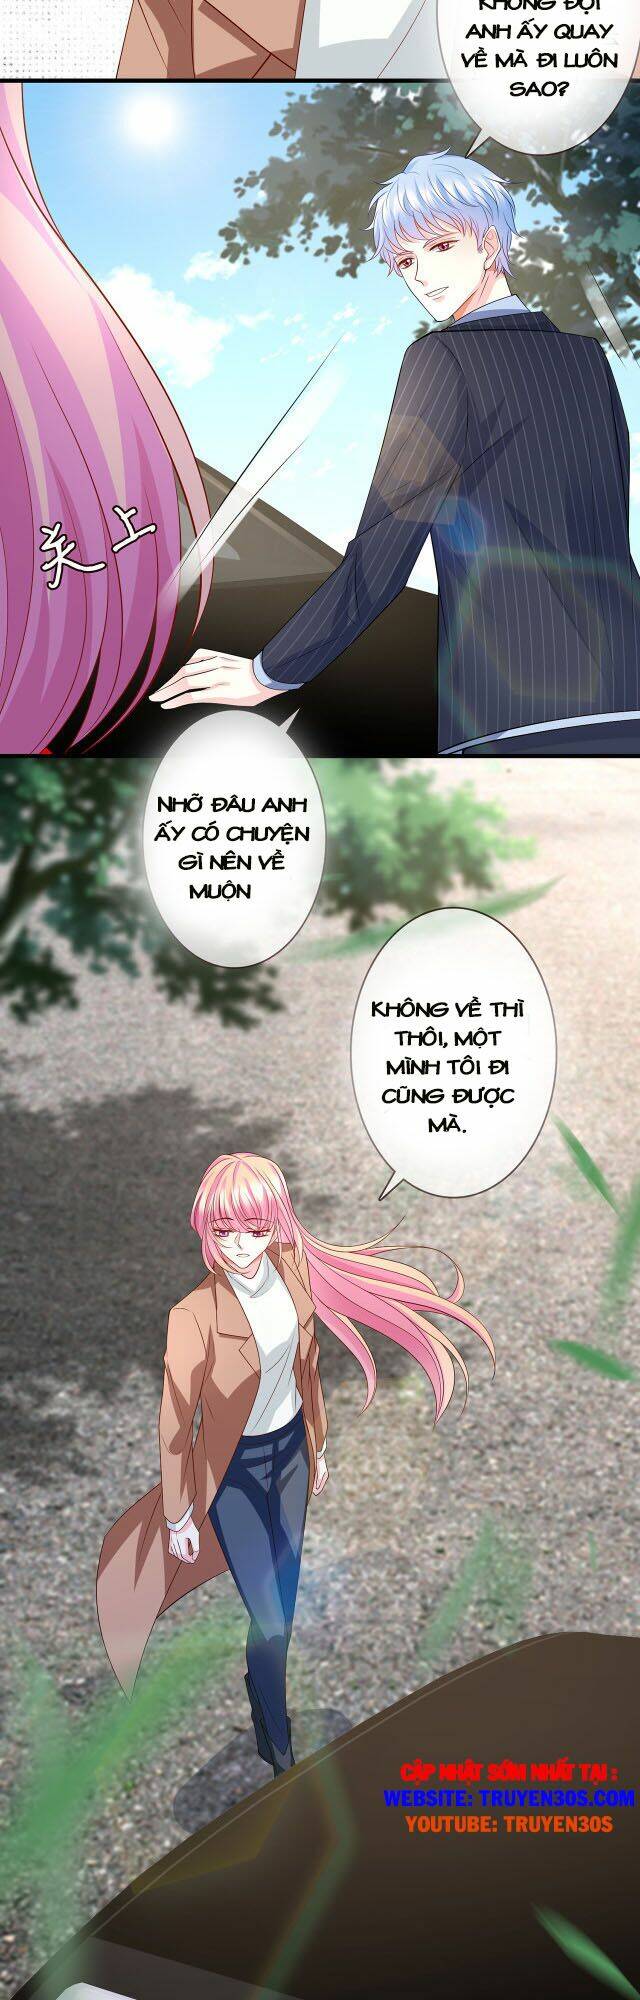 KHÔNG ĐỢI
ANH ẤY QUAY
VỀ MÀ ĐI LUÔN
SAO?
关上
NHỠ ĐÂU ANH
ẤY CÓ CHUYỆN
GÌ NÊN VỀ
MUỘN
KHÔNG VỀ THÌ
THÔI, MỘT
MÌNH TÔI ĐI
CŨNG ĐƯỢC
MÀ.
CẬP NHẬT SỚM NHẤT TẠI :
WEBSITE: TRUYEN30S.COM
YOUTUBE: TRUYEN30S